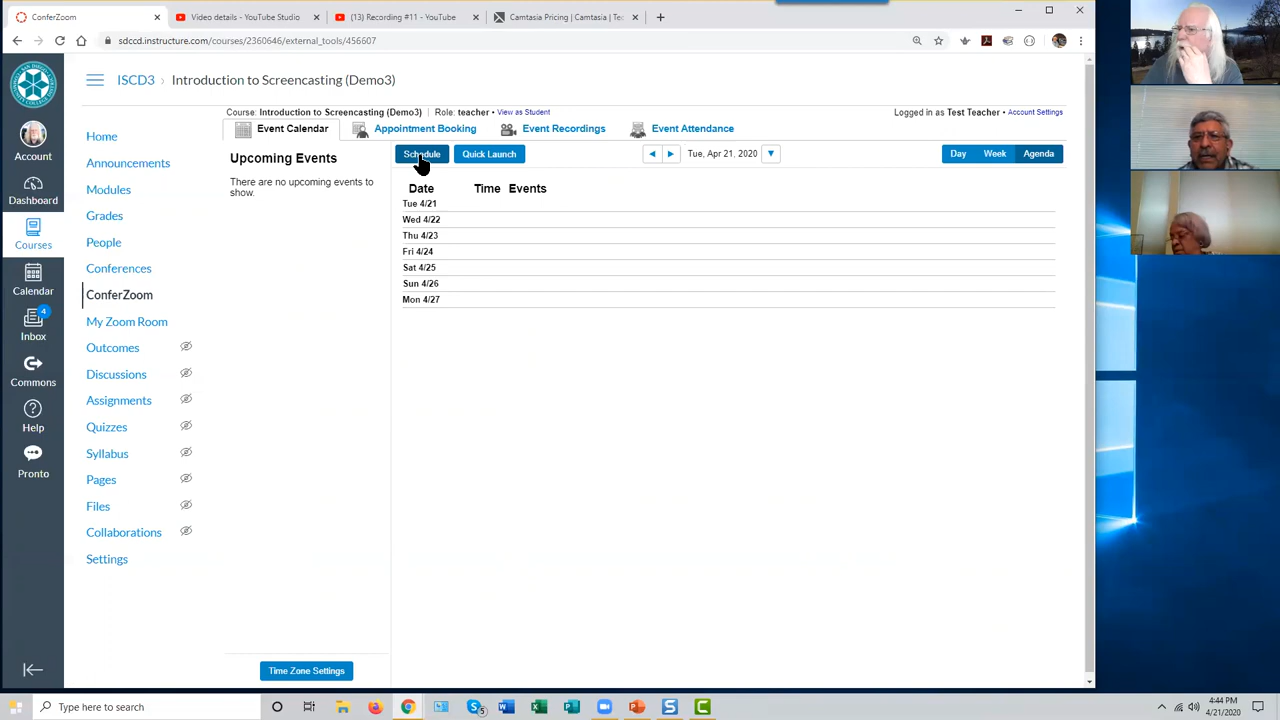 ConferZoom
Video details - YouTube Studio
(13) Recording #11 - YouTube
Camtasia Pricing | Camtasia | Te
sdccd.instructure.com/courses/2360646/external_tools/456607
ISCD3 › Introduction to Screencasting (Demo3)
Course: Introduction to Screencasting (Demo3) | Role: teacher • View as Student
Logged in as Test Teacher • Account Settings
Event Calendar
Appointment Booking
Event Recordings
Event Attendance
Upcoming Events
There are no upcoming events to
show.
Schedule
Quick Launch
Tue, Apr 21, 2020
Day
Week
Agenda
Date Time Events
Tue 4/21
Wed 4/22
Thu 4/23
Fri 4/24
Sat 4/25
Sun 4/26
Mon 4/27
Time Zone Settings
Account
Dashboard
Courses
Calendar
4
Inbox
Commons
Help
Pronto
Home
Announcements
Modules
Grades
People
Conferences
ConferZoom
My Zoom Room
Outcomes
Discussions
Assignments
Quizzes
Syllabus
Pages
Files
Collaborations
Settings
Type here to search
5
4:44 PM
4/21/2020